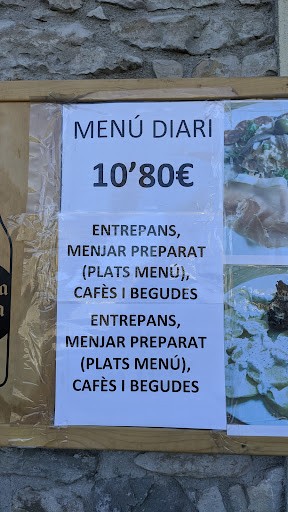 MENÚ DIARI
10'80€
ENTREPANS,
MENJAR PREPARAT
(PLATS MENÚ),
CAFÈS I BEGUDES
ENTREPANS,
MENJAR PREPARAT
(PLATS MENÚ),
CAFÈS I BEGUDES